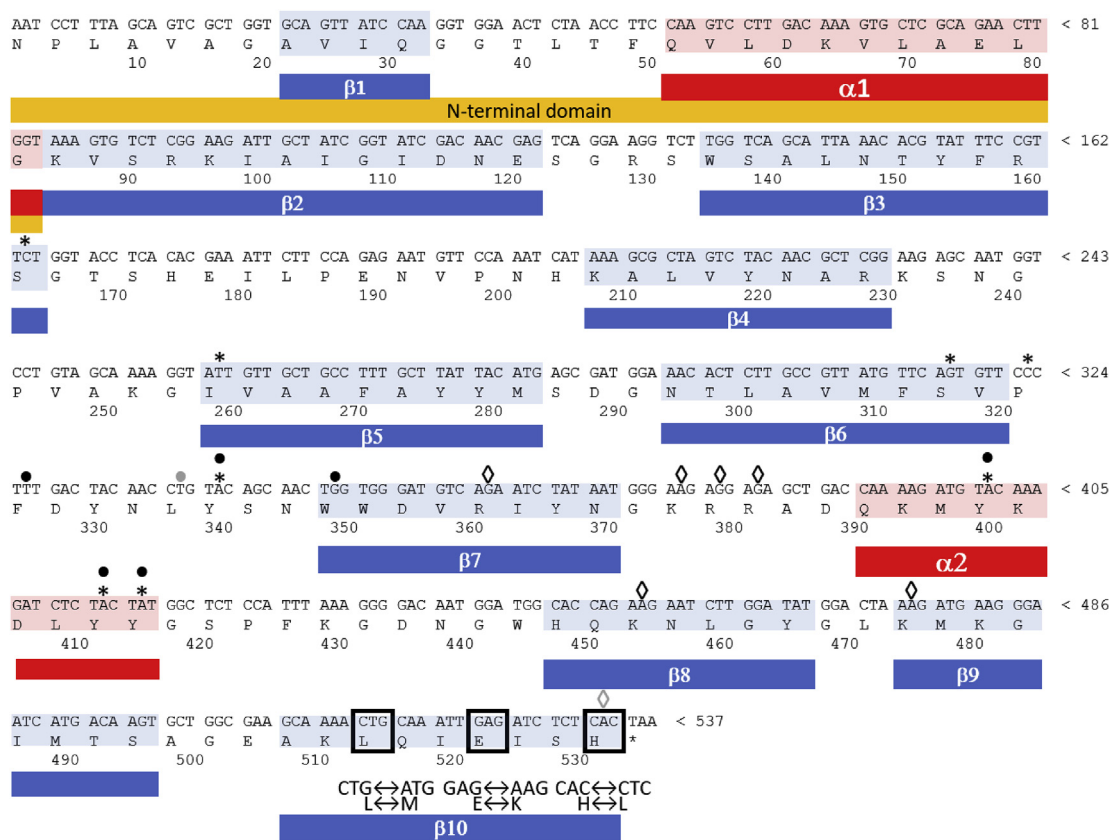 AAT CCT TTA GCA GTC GCT GGT GCA GTT ATC CAA GGT GGA ACT CTA ACC TTC CAA GTC CTT GAC AAA GTG CTC GCA GAA CTT < 81
N P L A V A G A V I Q G G T L T F Q V L D K V L A E L
10 20 30 40 50 60 70 80
β1 α1
N-terminal domain
GGT AAA GTG TCT CGG AAG ATT GCT ATC GGT ATC GAC AAC GAG TCA GGA AGG TCT TGG TCA GCA TTA AAC ACG TAT TTC CGT < 162
G K V S R K I A I G I D N E S G R S W S A L N T Y F R
90 100 110 120 130 140 150 160
β2 β3
*
TCT GGT ACC TCA CAC GAA ATT CTT CCA GAG AAT GTT CCA AAT CAT AAA GCG CTA GTC TAC AAC GCT CGG AAG AGC AAT GGT < 243
S G T S H E I L P E N V P N H K A L V Y N A R K S N G
170 180 190 200 210 220 230 240
β4
* * *
CCT GTA GCA AAA GGT ATT GTT GCT GCC TTT GCT TAT TAC ATG AGC GAT GGA AAC ACT CTT GCC GTT ATG TTC AGT GTT CCC < 324
P V A K G I V A A F A Y Y M S D G N T L A V M F S V P
250 260 270 280 290 300 310 320
β5 β6
● ● ● ● ◊ ◊ ◊ ◊ ●
* *
TTT GAC TAC AAC CTG TAC AGC AAC TGG TGG GAT GTC AGA ATC TAT AAT GGG AAG AGA GGA AGA GCT GAC CAA AAG ATG TAC AAA < 405
F D Y N L Y S N W W D V R I Y N G K R R A D Q K M Y K
330 340 350 360 370 380 390 400
β7 α2
● ●
* * ◊ ◊
GAT CTC TAC TAT GGC TCT CCA TTT AAA GGG GAC AAT GGA TGG CAC CAG AAG AAT CTT GGA TAT GGA CTA AAG ATG AAG GGA < 486
D L Y Y G S P F K G D N G W H Q K N L G Y G L K M K G
410 420 430 440 450 460 470 480
β8 β9
◊
ATC ATG ACA AGT GCT GGC GAA GCA AAA CTG CAA ATT GAG ATC TCT CAC TAA < 537
I M T S A G E A K L Q I E I S H *
490 500 510 520 530
CTG↔ATG GAG↔AAG CAC↔CTC
L↔M E↔K H↔L
β10